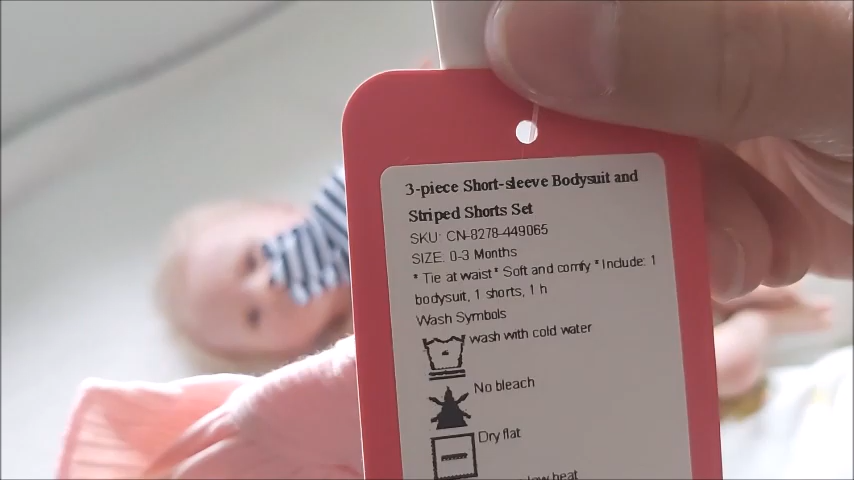 3-piece Short-sleeve Bodysuit and
Striped Shorts Set
SKU: CN-8278-449065
SIZE: 0-3 Months
* Tie at waist * Soft and comfy * Include: 1
bodysuit, 1 shorts, 1 h
Wash Symbols
wash with cold water
No bleach
Dry flat
low heat